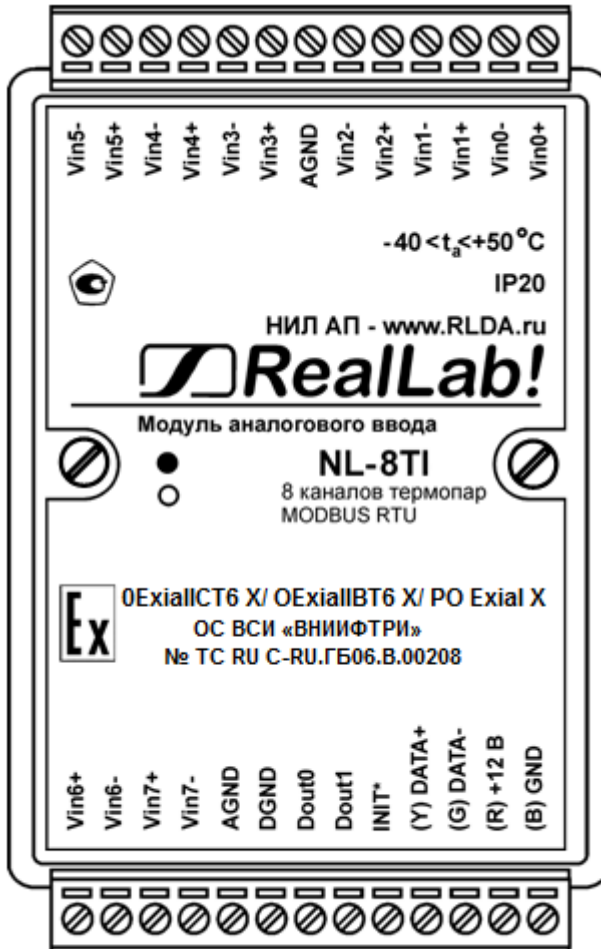 Vin5-
Vin5+
Vin4-
Vin4+
Vin3-
Vin3+
AGND
Vin2-
Vin2+
Vin1-
Vin1+
Vin0-
Vin0+
-40<ta<+50°C
IP20
НИЛ АП - www.RLDA.ru
RealLab!
Модуль аналогового ввода
NL-8TI
8 каналов термопар
MODBUS RTU
Ex
0ExiaIICT6 X/ OExiaIIBT6 X/ PO ExiaI X
ОС ВСИ «ВНИИФТРИ»
№ ТС RU C-RU.ГБ06.В.00208
Vin6+
Vin6-
Vin7+
Vin7-
AGND
DGND
Dout0
Dout1
INIT*
(Y) DATA+
(G) DATA-
(R) +12 В
(B) GND